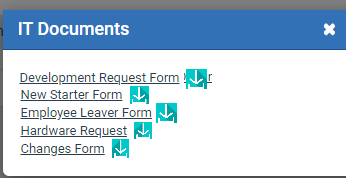 IT Documents
Development Request Form
New Starter Form
Employee Leaver Form
Hardware Request
Changes Form